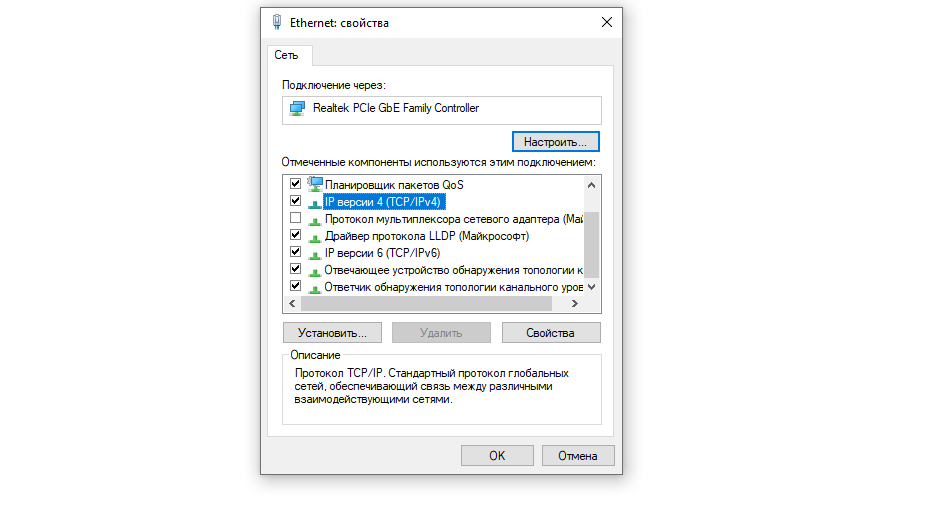 Ethernet: свойства
Сеть
Подключение через:
Realtek PCIe GbE Family Controller
Настроить...
Отмеченные компоненты используются этим подключением:
Планировщик пакетов QoS
IP версии 4 (TCP/IPv4)
Протокол мультиплексора сетевого адаптера (Май
Драйвер протокола LLDP (Майкрософт)
IP версии 6 (TCP/IPv6)
Отвечающее устройство обнаружения топологии к
Ответчик обнаружения топологии канального уров
Установить...
Удалить
Свойства
Описание
Протокол TCP/IP. Стандартный протокол глобальных
сетей, обеспечивающий связь между различными
взаимодействующими сетями.
OK
Отмена